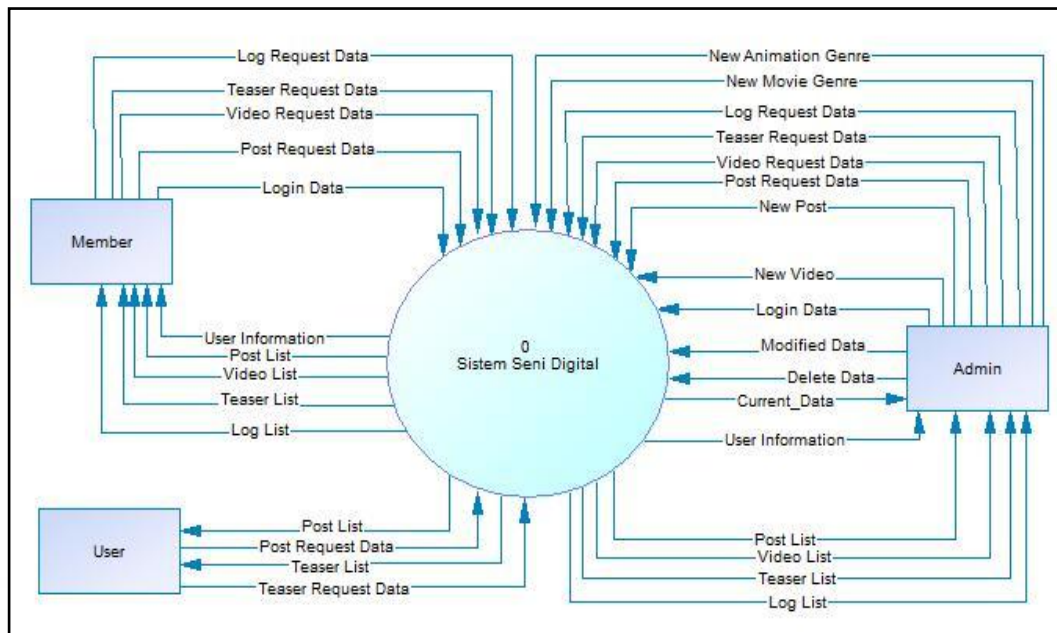 Log Request Data
Teaser Request Data
Video Request Data
Post Request Data
Login Data
Member
User Information
Post List
Video List
Teaser List
Log List
New Animation Genre
New Movie Genre
Log Request Data
Teaser Request Data
Video Request Data
Post Request Data
New Post
New Video
Login Data
Modified Data
Delete Data
Current_Data
User Information
Admin
0
Sistem Seni Digital
User
Post List
Post Request Data
Teaser List
Teaser Request Data
Post List
Video List
Teaser List
Log List